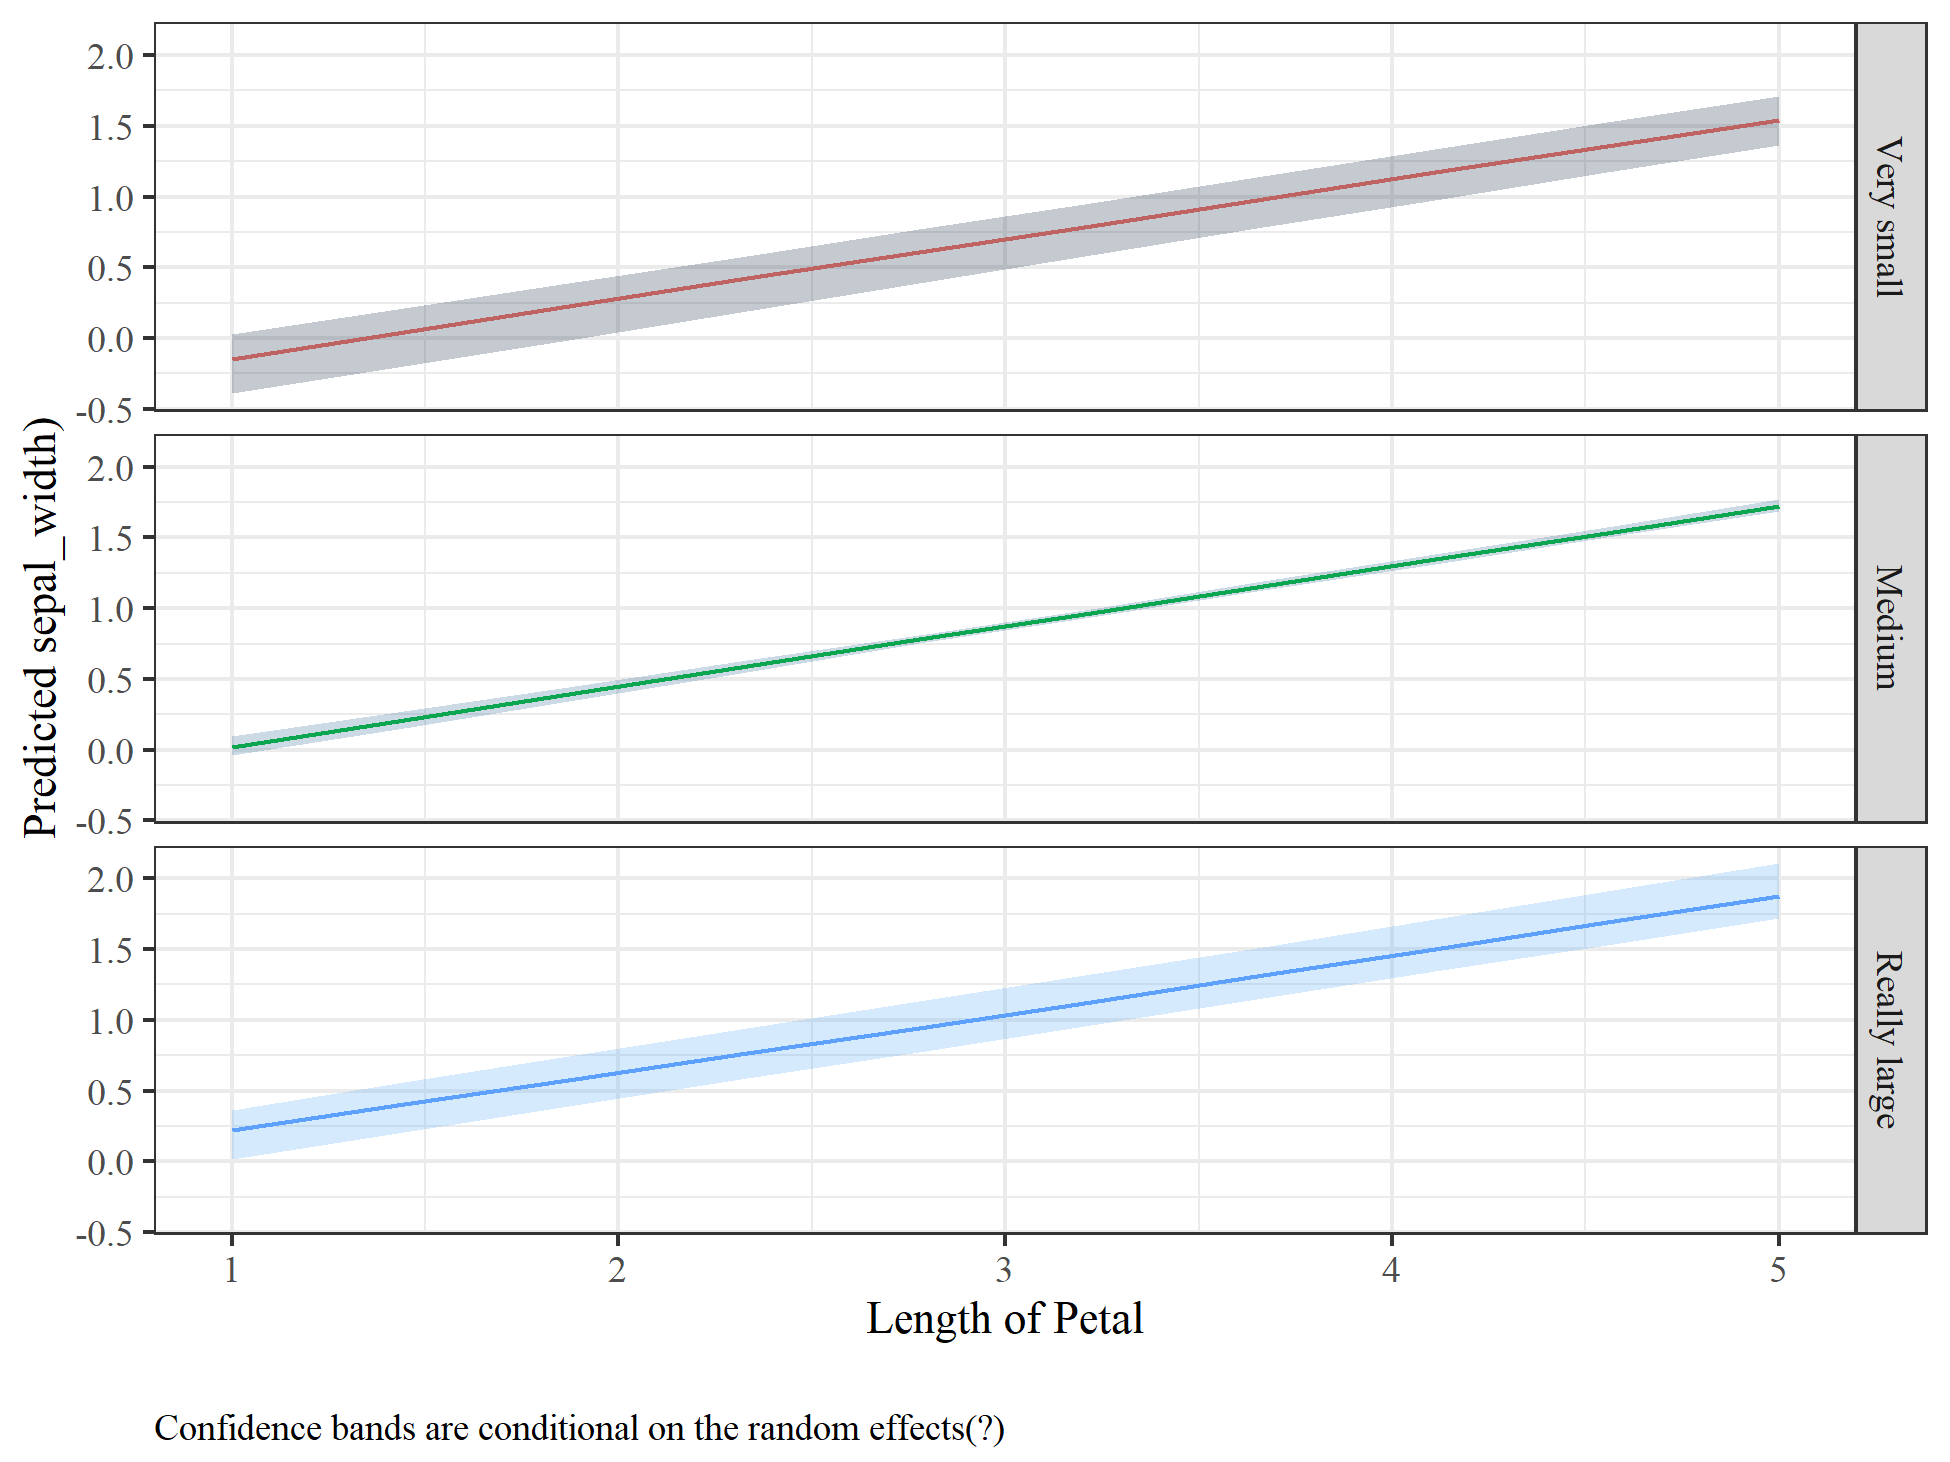 Predicted sepal_width)
2.0
1.5
1.0
0.5
0.0
-0.5
Very small
2.0
1.5
1.0
0.5
0.0
-0.5
Medium
2.0
1.5
1.0
0.5
0.0
-0.5
Really large
1 2 3 4 5
Length of Petal
Confidence bands are conditional on the random effects(?)